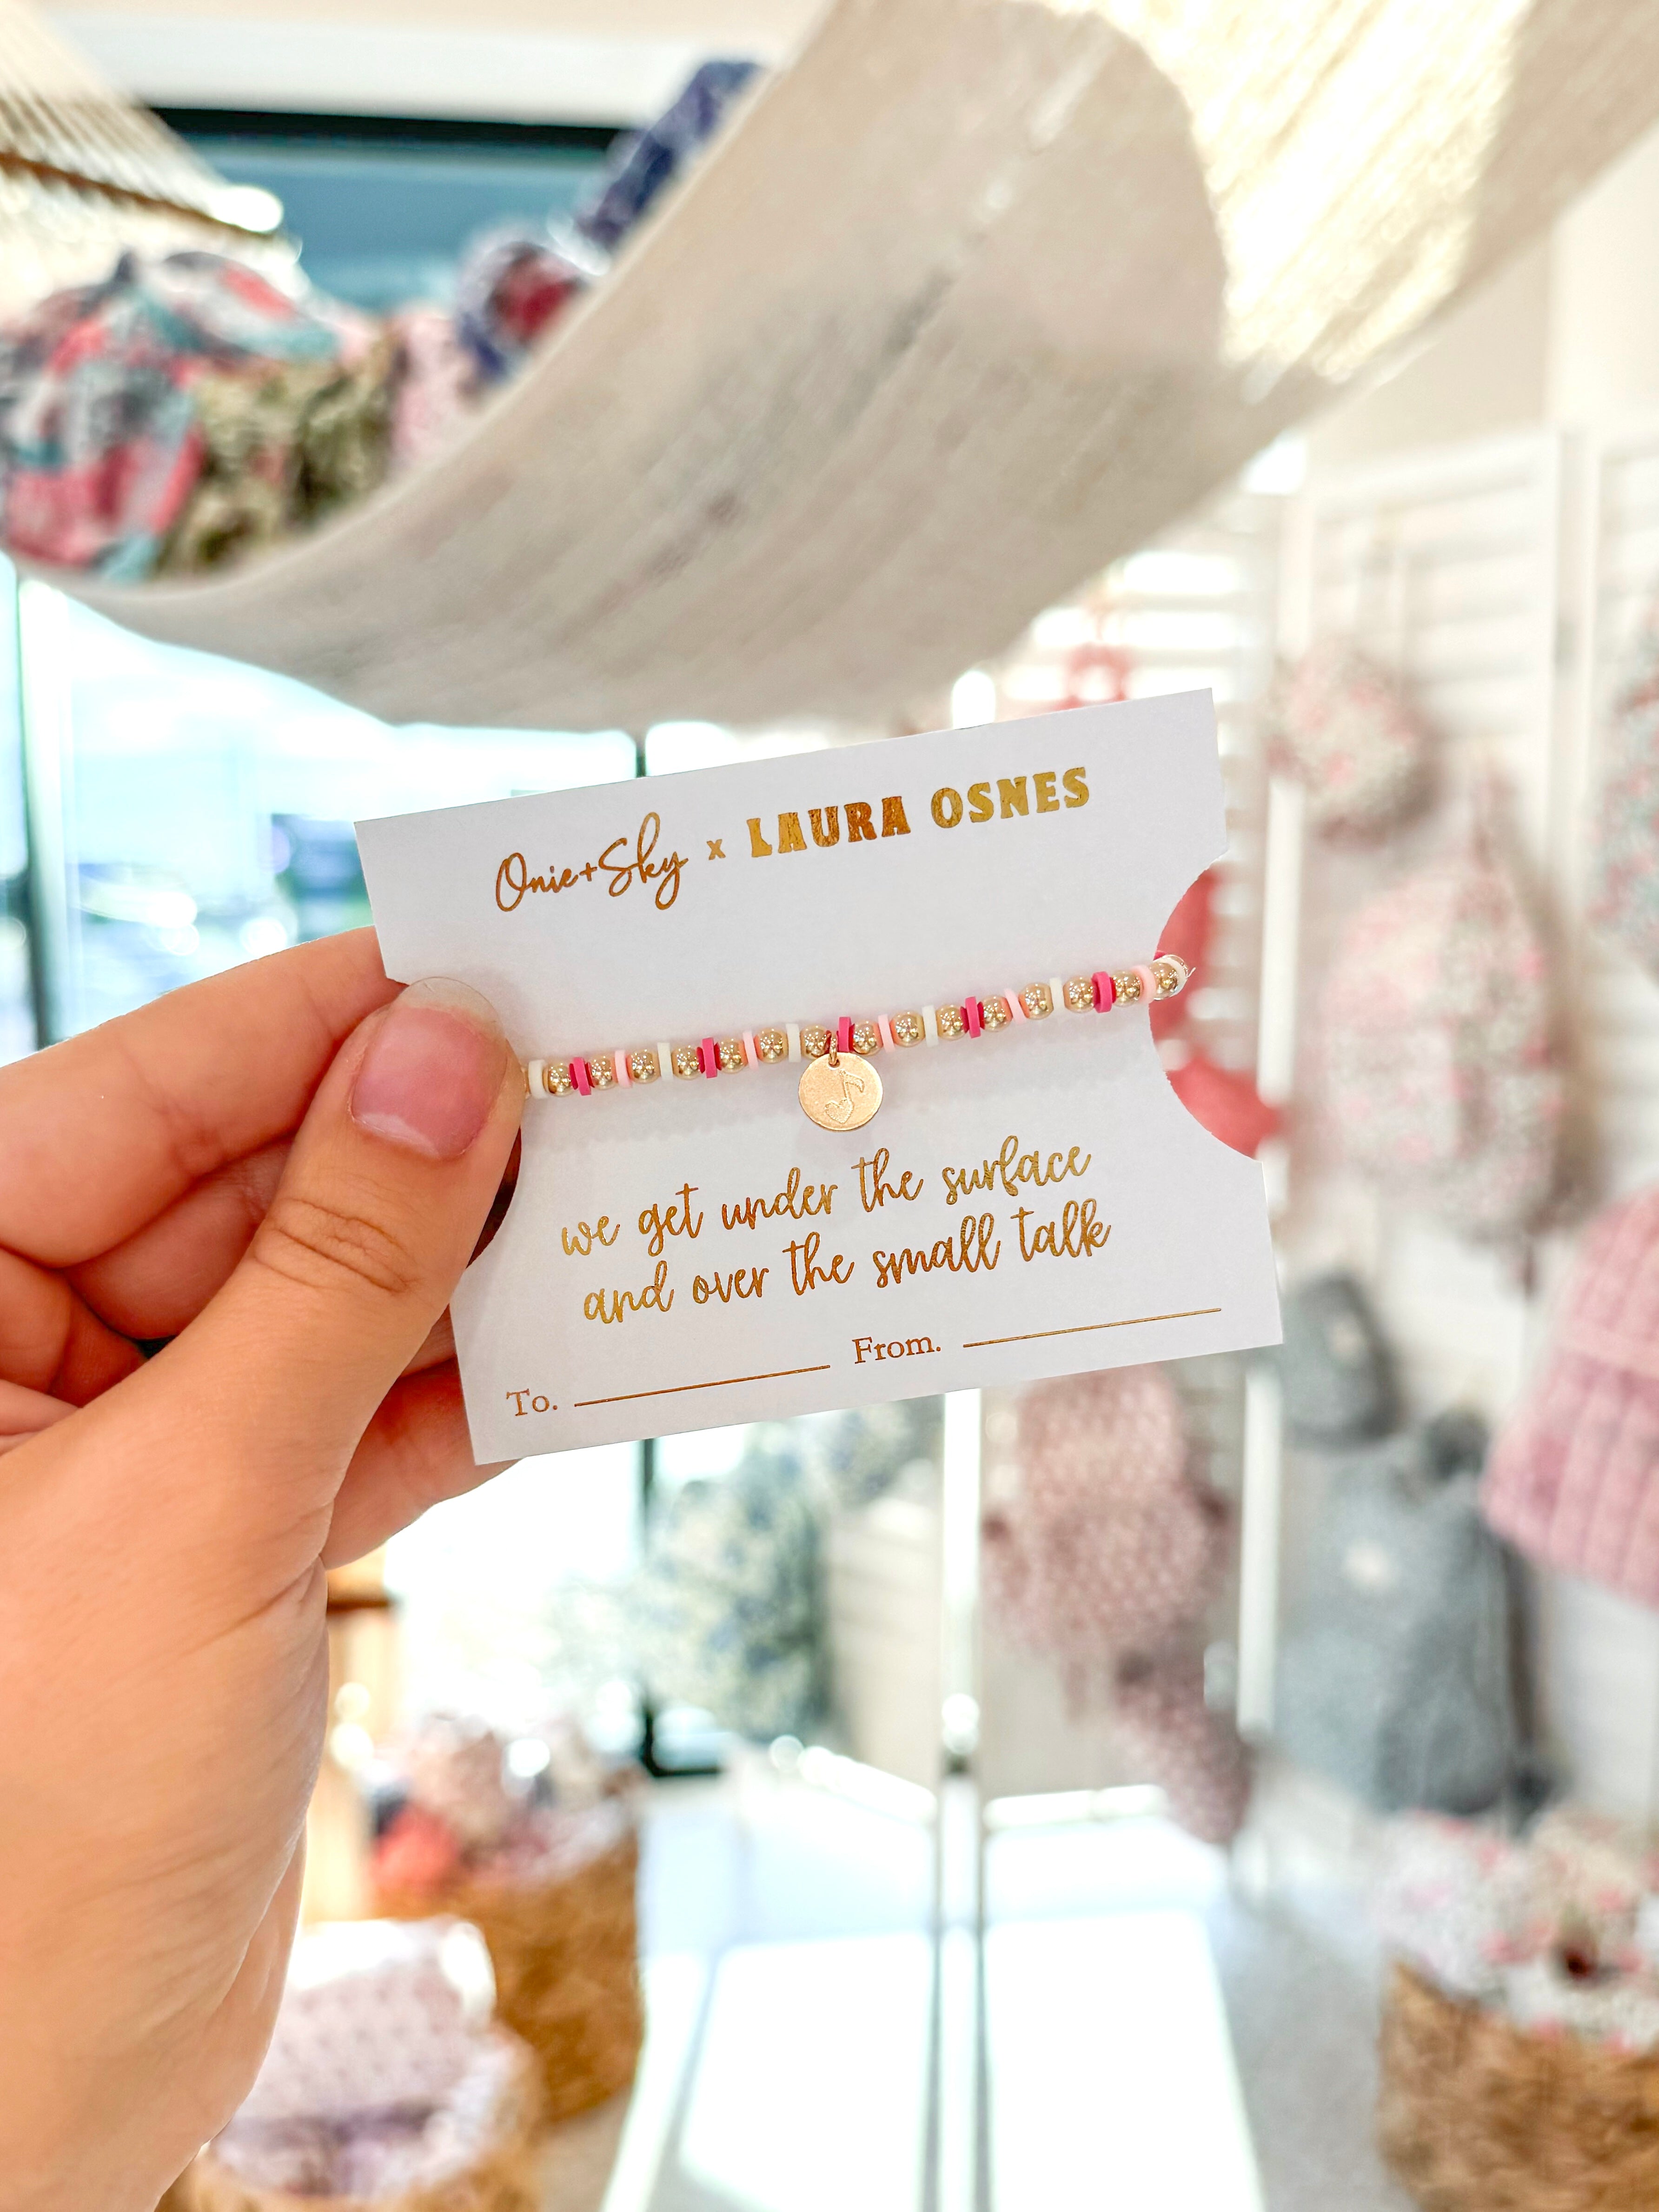 Onie+Sky x LAURA OSNES
we get under the surface
and over the small talk
To. From.